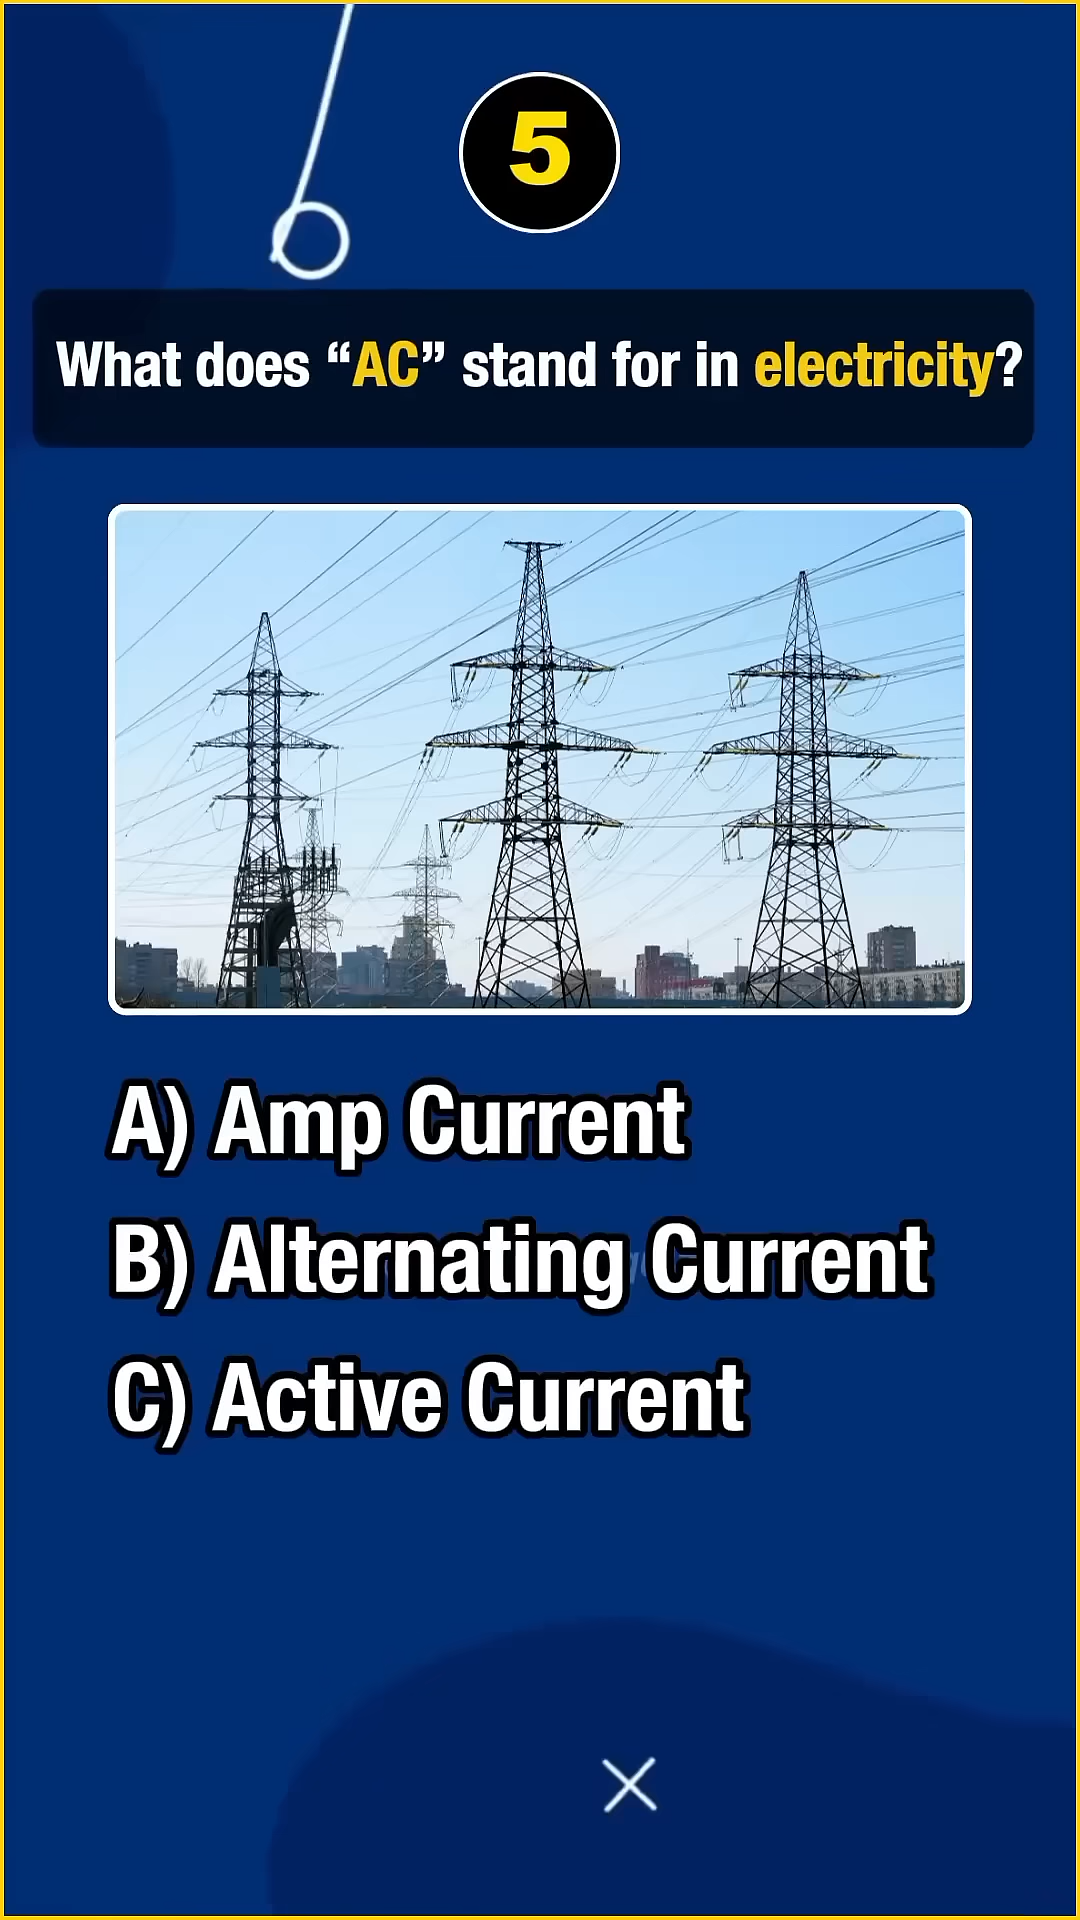 5
What does “AC” stand for in electricity?
A) Amp Current
B) Alternating Current
C) Active Current